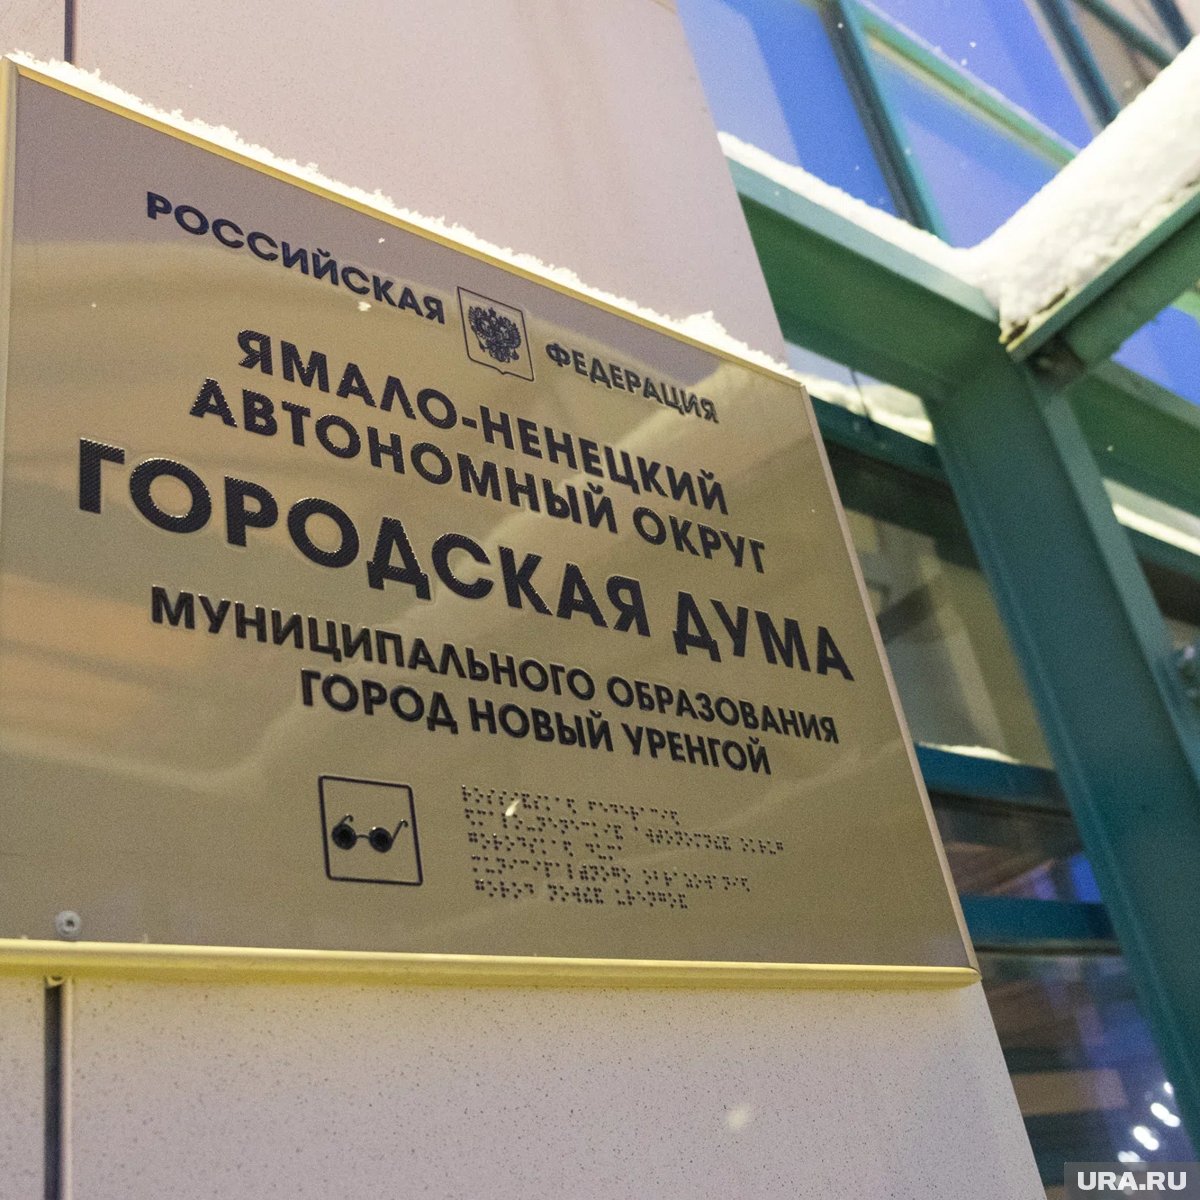 РОССИЙСКАЯ ФЕДЕРАЦИЯ
ЯМАЛО-НЕНЕЦКИЙ
АВТОНОМНЫЙ ОКРУГ
ГОРОДСКАЯ ДУМА
МУНИЦИПАЛЬНОГО ОБРАЗОВАНИЯ
ГОРОД НОВЫЙ УРЕНГОЙ
URA.RU